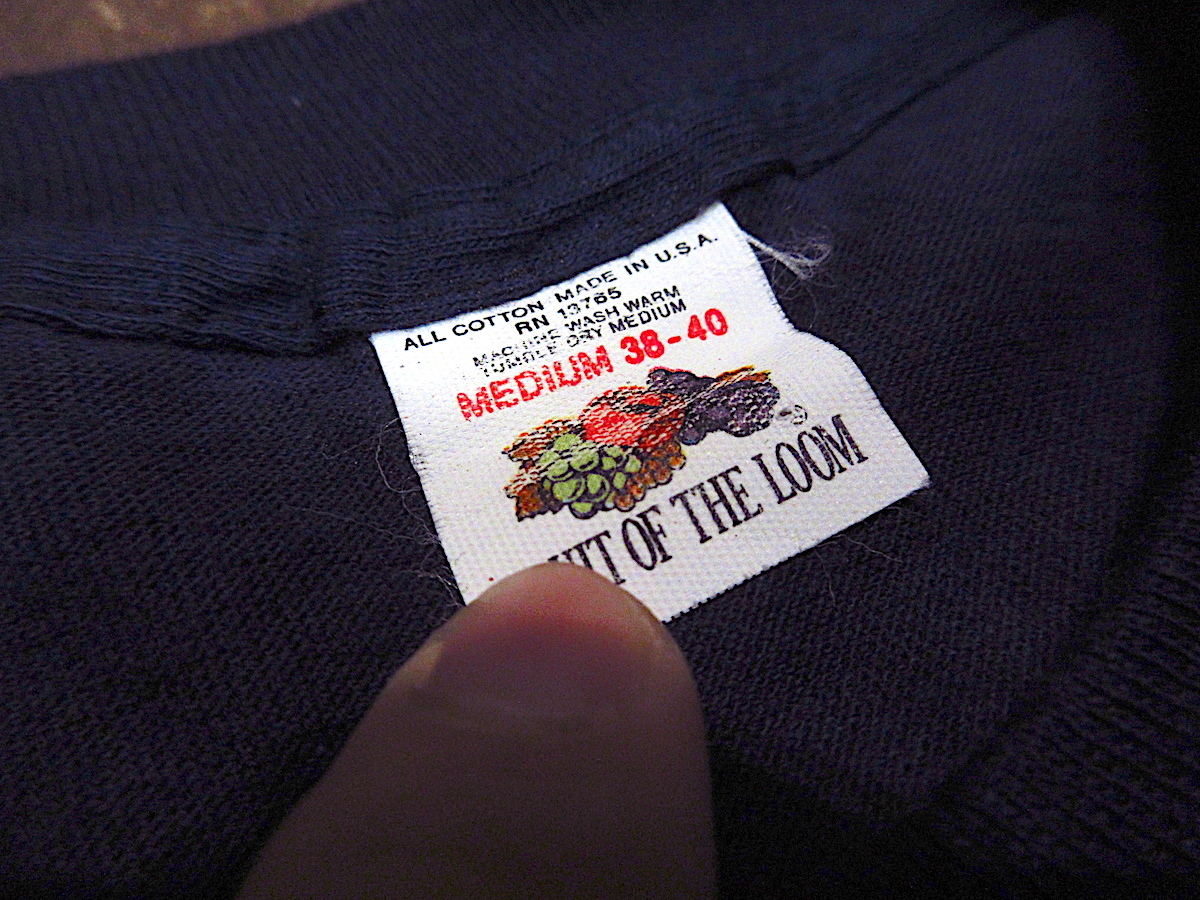 ALL COTTON MADE IN U.S.A.
RN 13765
MACHINE WASH WARM
TUMBLE DRY MEDIUM
MEDIUM 38-40
UIT OF THE LOOM